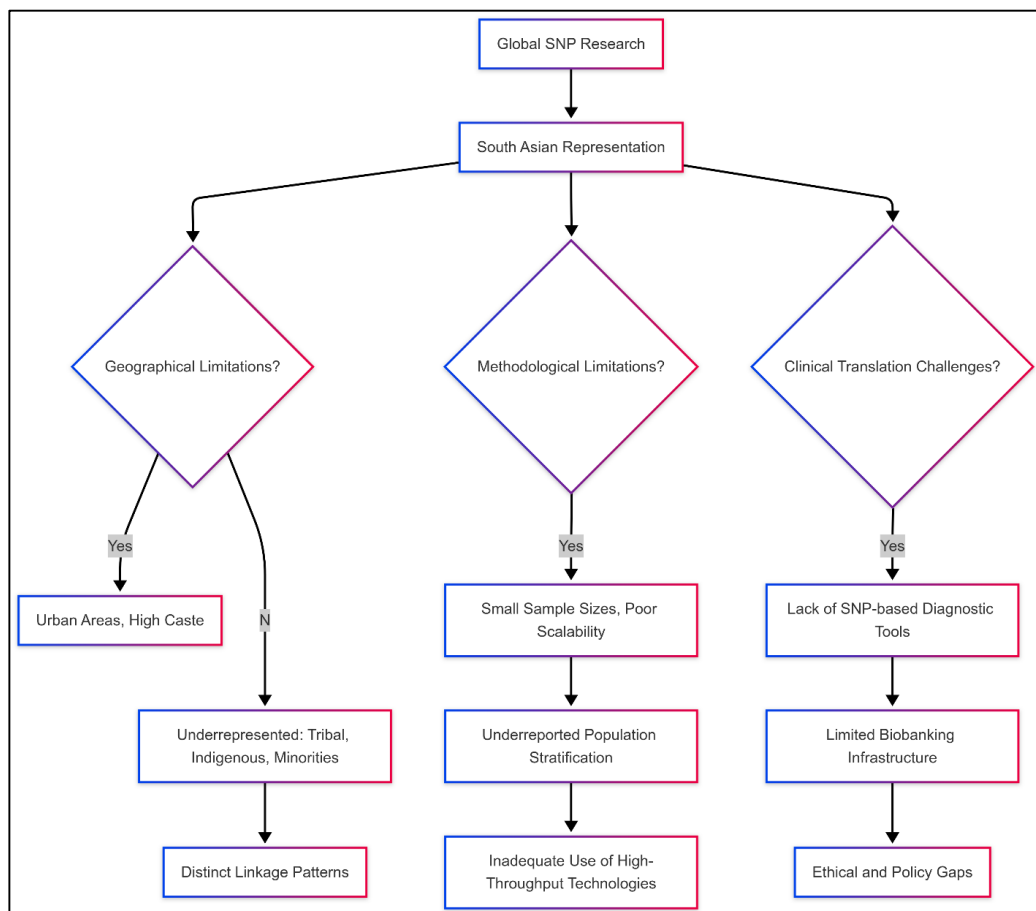 Global SNP Research
South Asian Representation
Geographical Limitations?
Methodological Limitations?
Clinical Translation Challenges?
Yes
N
Yes
Yes
Urban Areas, High Caste
Small Sample Sizes, Poor
Scalability
Lack of SNP-based Diagnostic
Tools
Underrepresented: Tribal,
Indigenous, Minorities
Underreported Population
Stratification
Limited Biobanking
Infrastructure
Distinct Linkage Patterns
Inadequate Use of High-
Throughput Technologies
Ethical and Policy Gaps